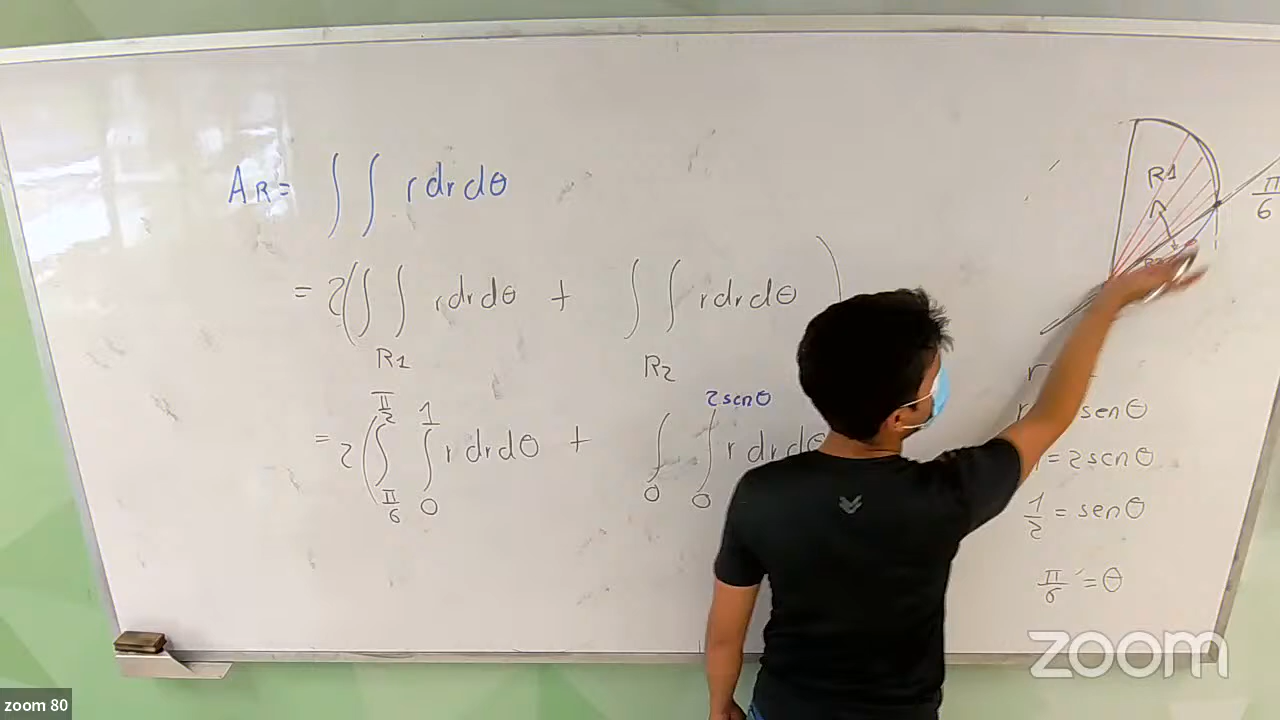 A_R = ∫∫ r dr dθ
= 2(∫∫ r dr dθ + ∫∫ r dr dθ)
R1 R2
= 2(∫ ∫ r dr dθ + ∫ ∫ r dr dθ
π/2 1 2senθ
π/6 0 0 0
R1
π/6
senθ
= 2senθ
1/2 = senθ
π/6 = θ
zoom
zoom 80